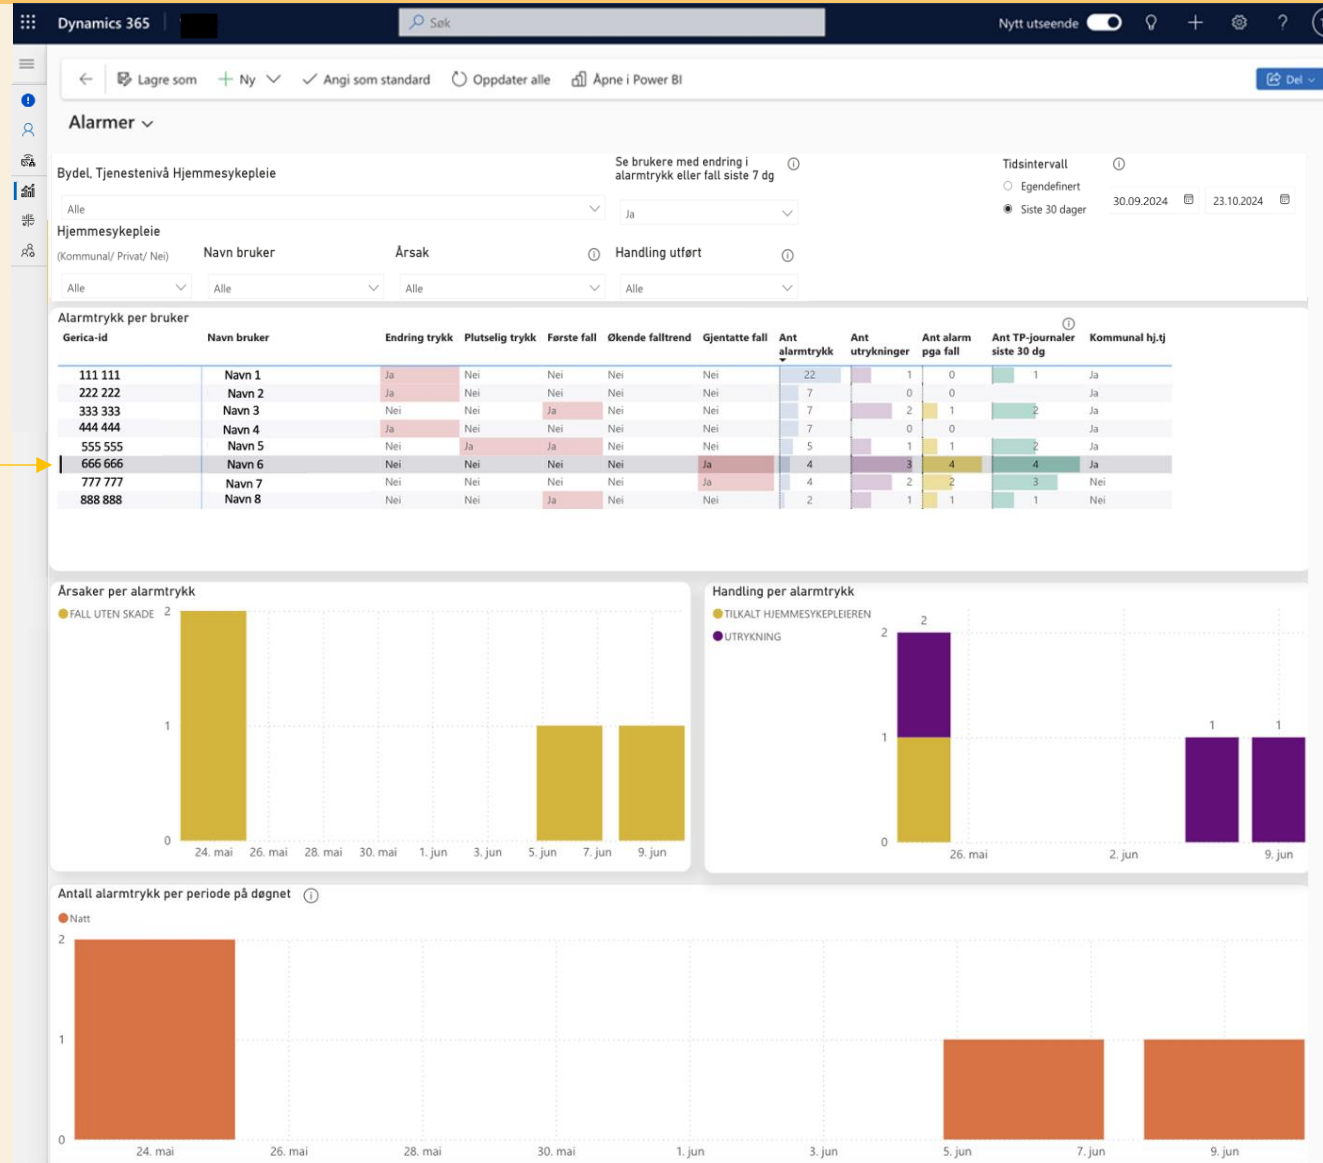 Dynamics 365
Søk
Nytt utseende
Lagre som
Ny
Angi som standard
Oppdater alle
Åpne i Power BI
Del
Alarmer
Bydel, Tjenestenivå Hjemmesykepleie
Alle
Se brukere med endring i
alarmtrykk eller fall siste 7 dg
Ja
Tidsintervall
Egendefinert
Siste 30 dager
30.09.2024
23.10.2024
Hjemmesykepleie
(Kommunal/ Privat/ Nei)
Alle
Navn bruker
Alle
Årsak
Alle
Handling utført
Alle
Alarmtrykk per bruker
Gerica-id Navn bruker Endring trykk Plutselig trykk Første fall Økende falltrend Gjentatte fall Ant alarmtrykk Ant utrykninger Ant alarm pga fall Ant TP-journaler siste 30 dg Kommunal hj.tj
111 111 Navn 1 Ja Nei Nei Nei Nei 22 1 0 1 Ja
222 222 Navn 2 Ja Nei Nei Nei Nei 7 0 0 Ja
333 333 Navn 3 Nei Nei Ja Nei Nei 7 2 1 2 Ja
444 444 Navn 4 Ja Nei Nei Nei Nei 7 0 0 Ja
555 555 Navn 5 Nei Ja Ja Nei Nei 5 1 1 2 Ja
666 666 Navn 6 Nei Nei Nei Nei Ja 4 3 4 4 Ja
777 777 Navn 7 Nei Nei Nei Nei Ja 4 2 2 3 Nei
888 888 Navn 8 Nei Nei Ja Nei Nei 2 1 1 1 Nei
Årsaker per alarmtrykk
FALL UTEN SKADE
2
1
0
24. mai 26. mai 28. mai 30. mai 1. jun 3. jun 5. jun 7. jun 9. jun
Handling per alarmtrykk
TILKALT HJEMMESYKEPLEIEREN
UTRYKNING
2
2
1 1
1
0
26. mai 2. jun 9. jun
Antall alarmtrykk per periode på døgnet
Natt
2
1
0
24. mai 26. mai 28. mai 30. mai 1. jun 3. jun 5. jun 7. jun 9. jun